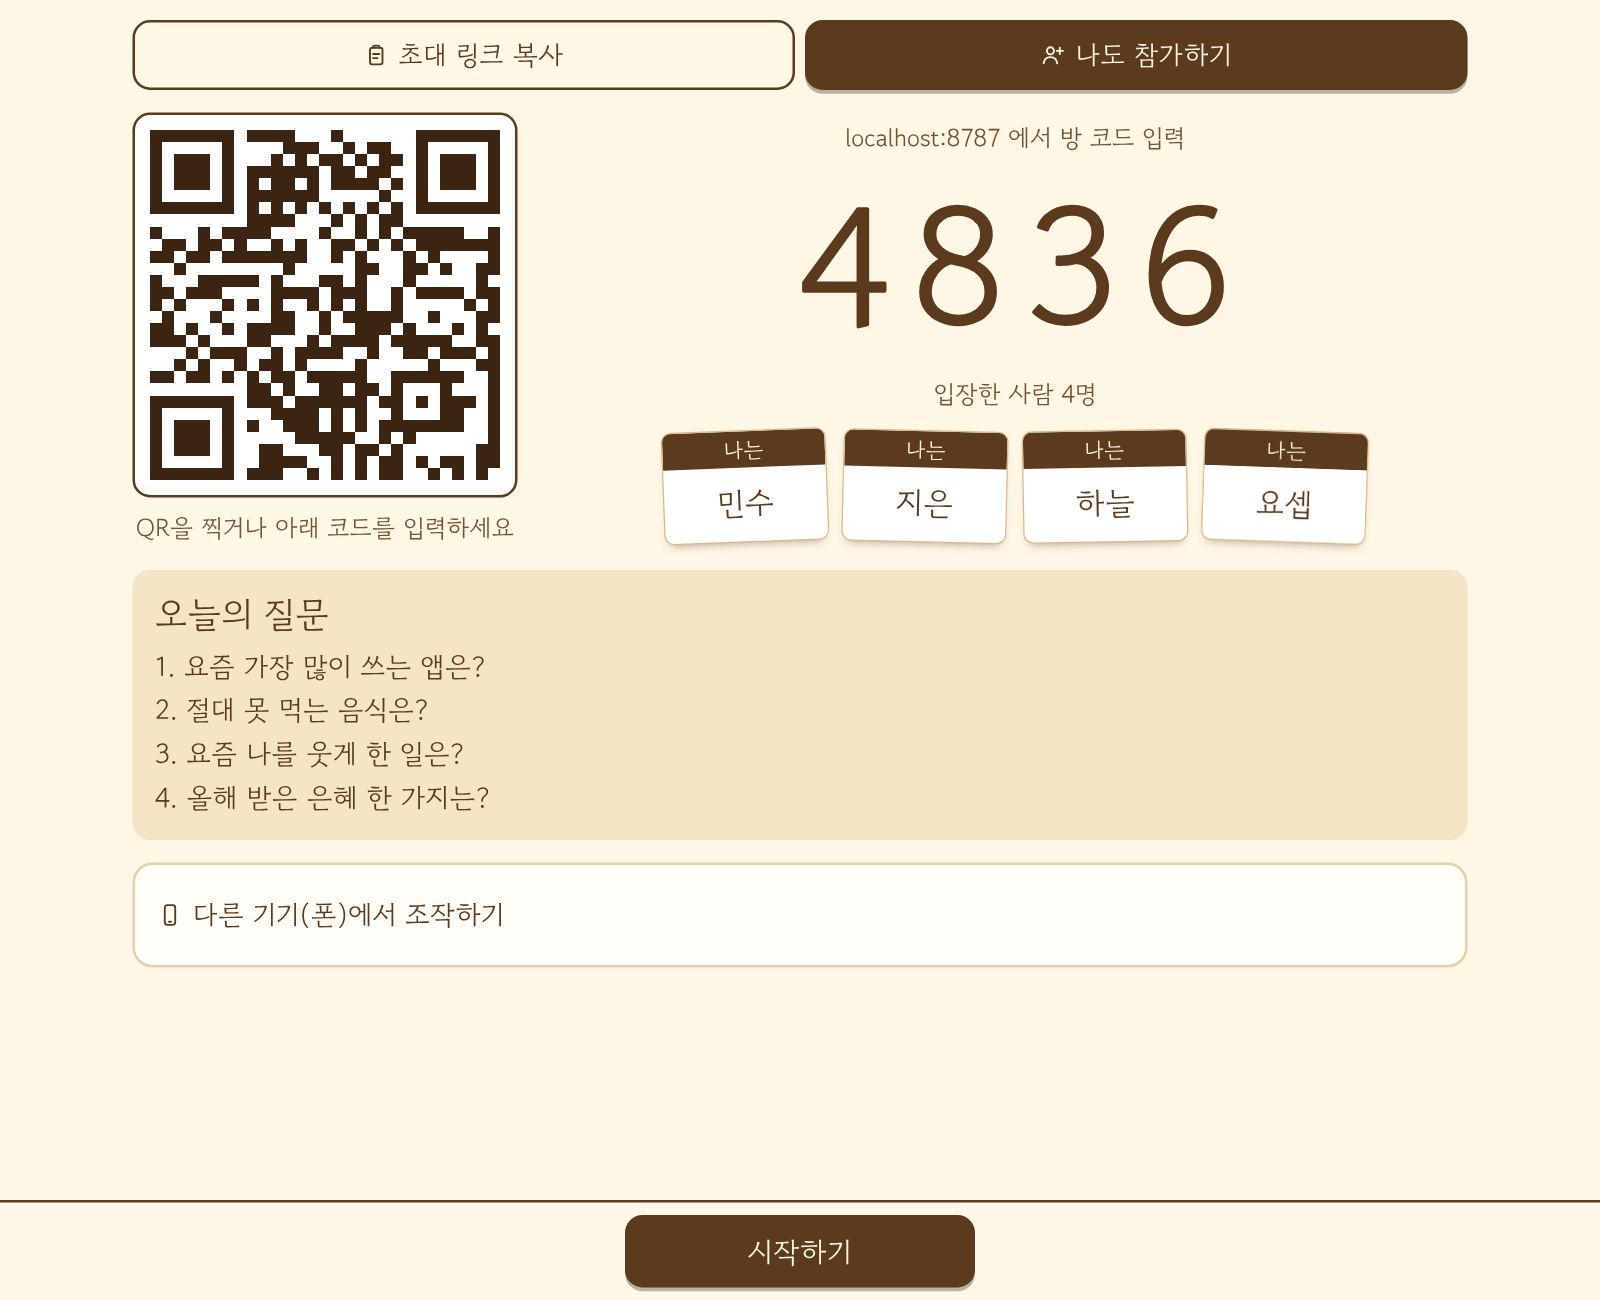 초대 링크 복사
나도 참가하기
localhost:8787 에서 방 코드 입력
4836
입장한 사람 4명
나는
민수
나는
지은
나는
하늘
나는
요셉
QR을 찍거나 아래 코드를 입력하세요
오늘의 질문
1. 요즘 가장 많이 쓰는 앱은?
2. 절대 못 먹는 음식은?
3. 요즘 나를 웃게 한 일은?
4. 올해 받은 은혜 한 가지는?
다른 기기(폰)에서 조작하기
시작하기